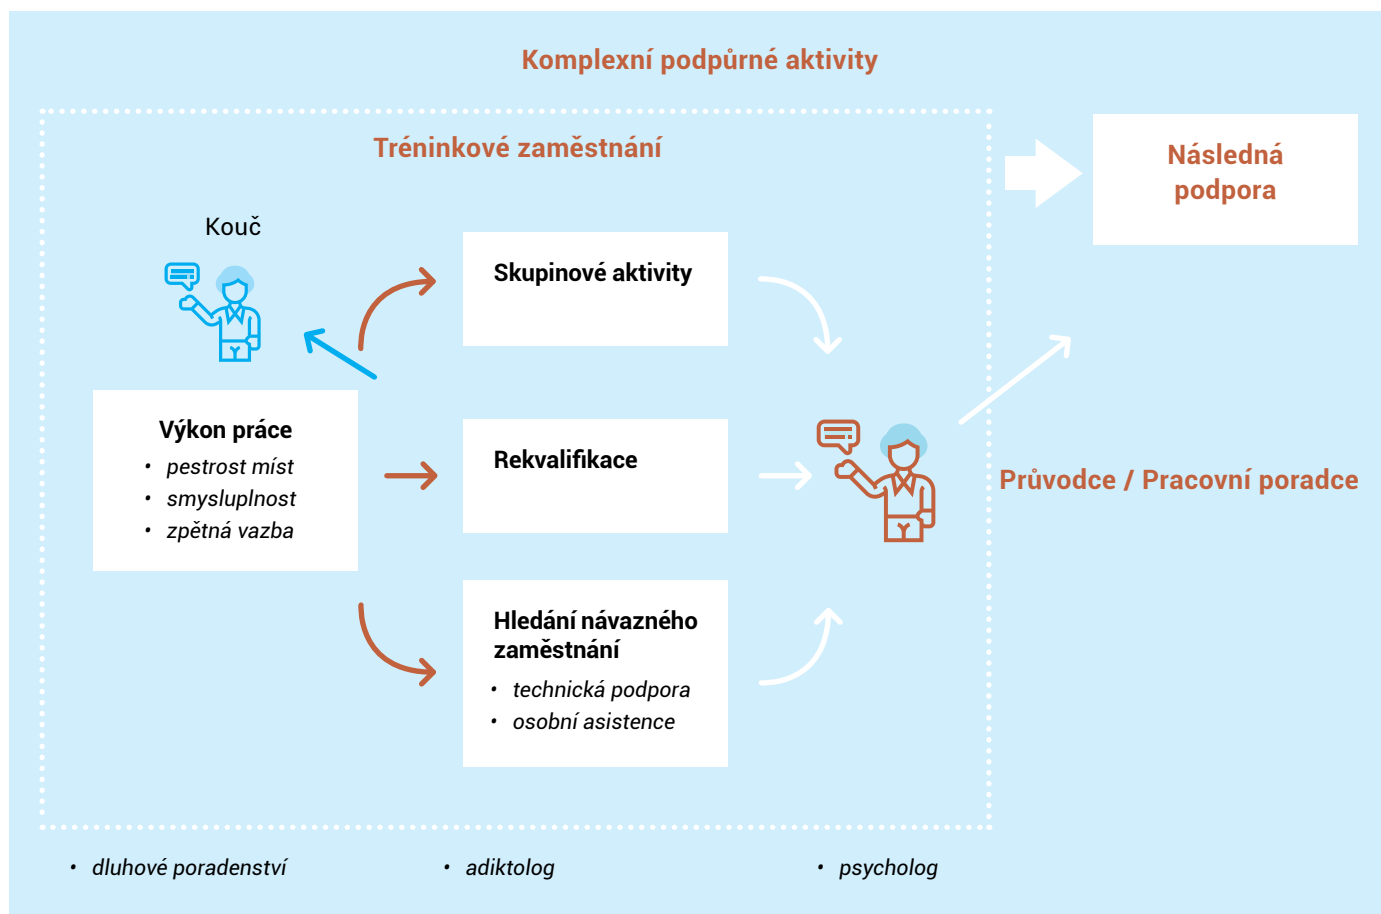 Komplexní podpůrné aktivity
Tréninkové zaměstnání
Následná
podpora
Kouč
Skupinové aktivity
Výkon práce
• pestrost míst
• smysluplnost
• zpětná vazba
Rekvalifikace
Průvodce / Pracovní poradce
Hledání návazného
zaměstnání
• technická podpora
• osobní asistence
• dluhové poradenství
• adiktolog
• psycholog